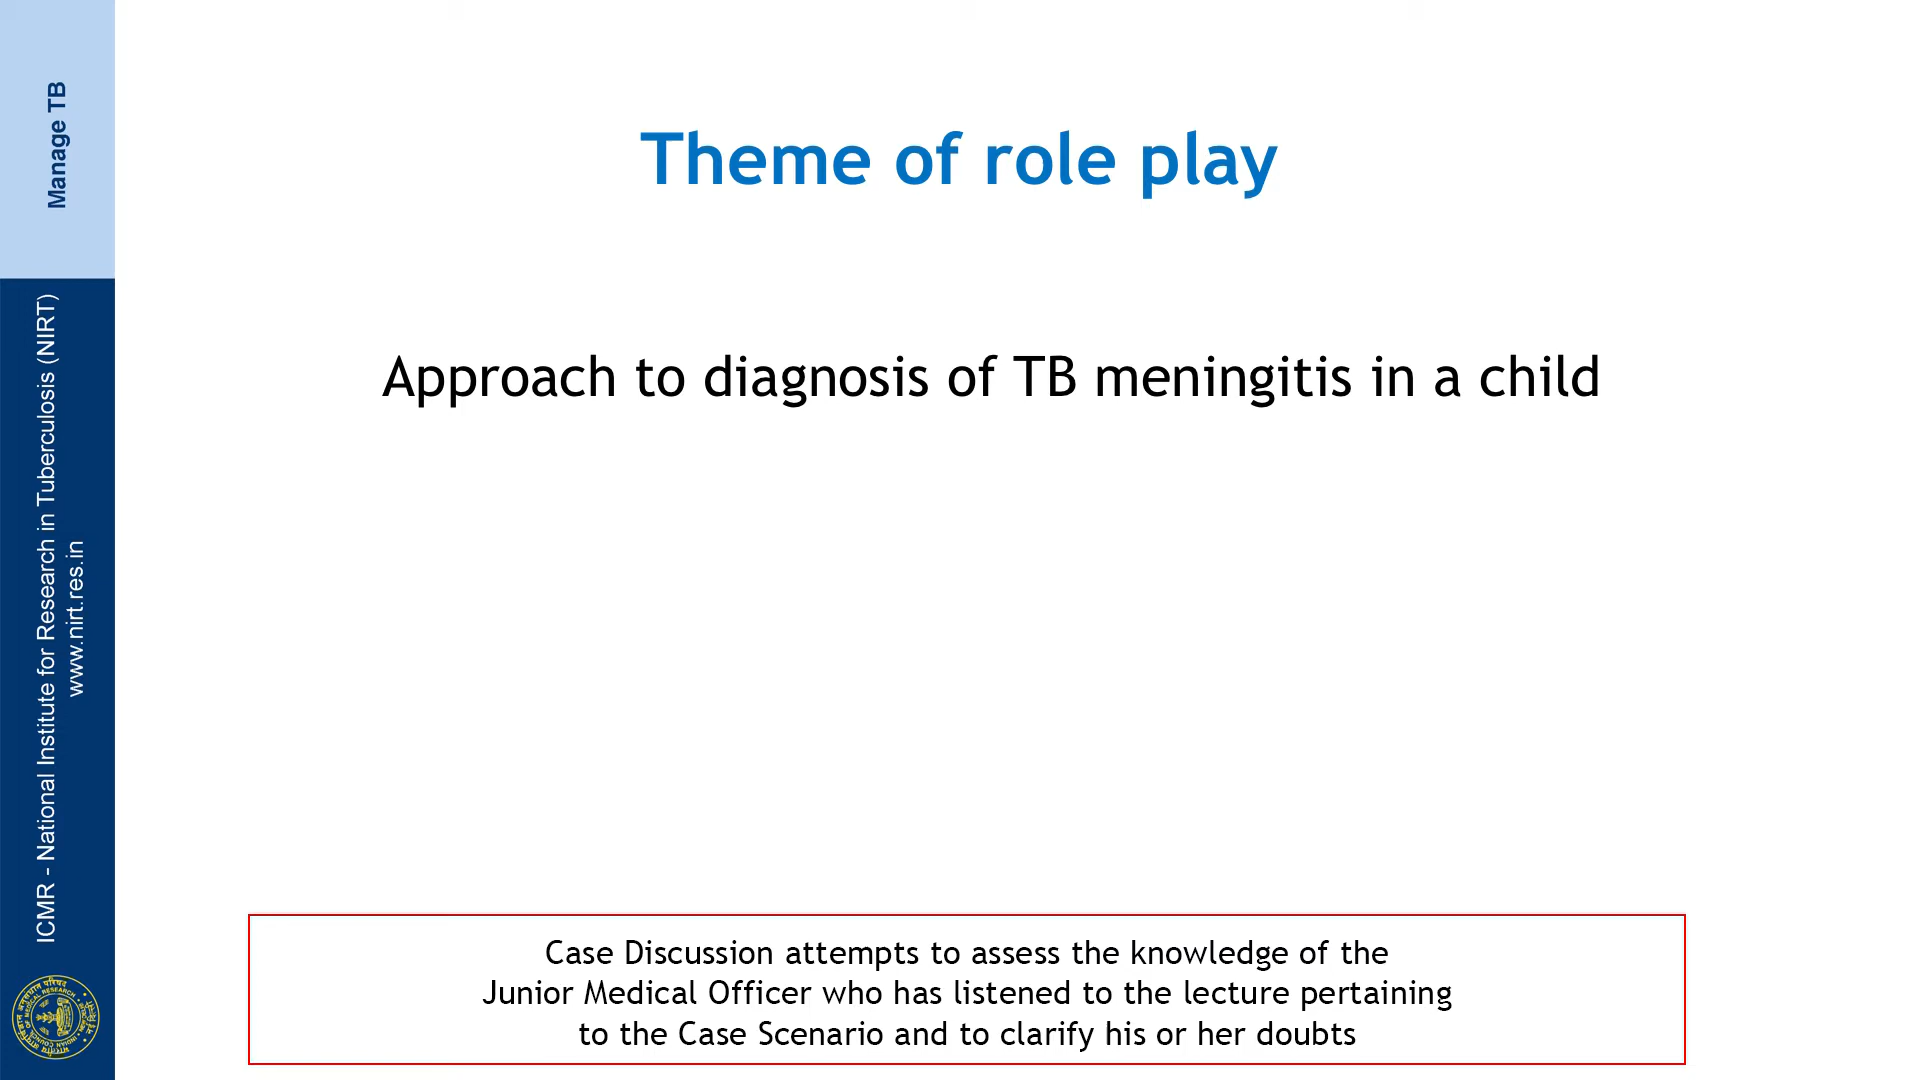 Manage TB
ICMR - National Institute for Research in Tuberculosis (NIRT)
www.nirt.res.in
Theme of role play
Approach to diagnosis of TB meningitis in a child
Case Discussion attempts to assess the knowledge of the
Junior Medical Officer who has listened to the lecture pertaining
to the Case Scenario and to clarify his or her doubts